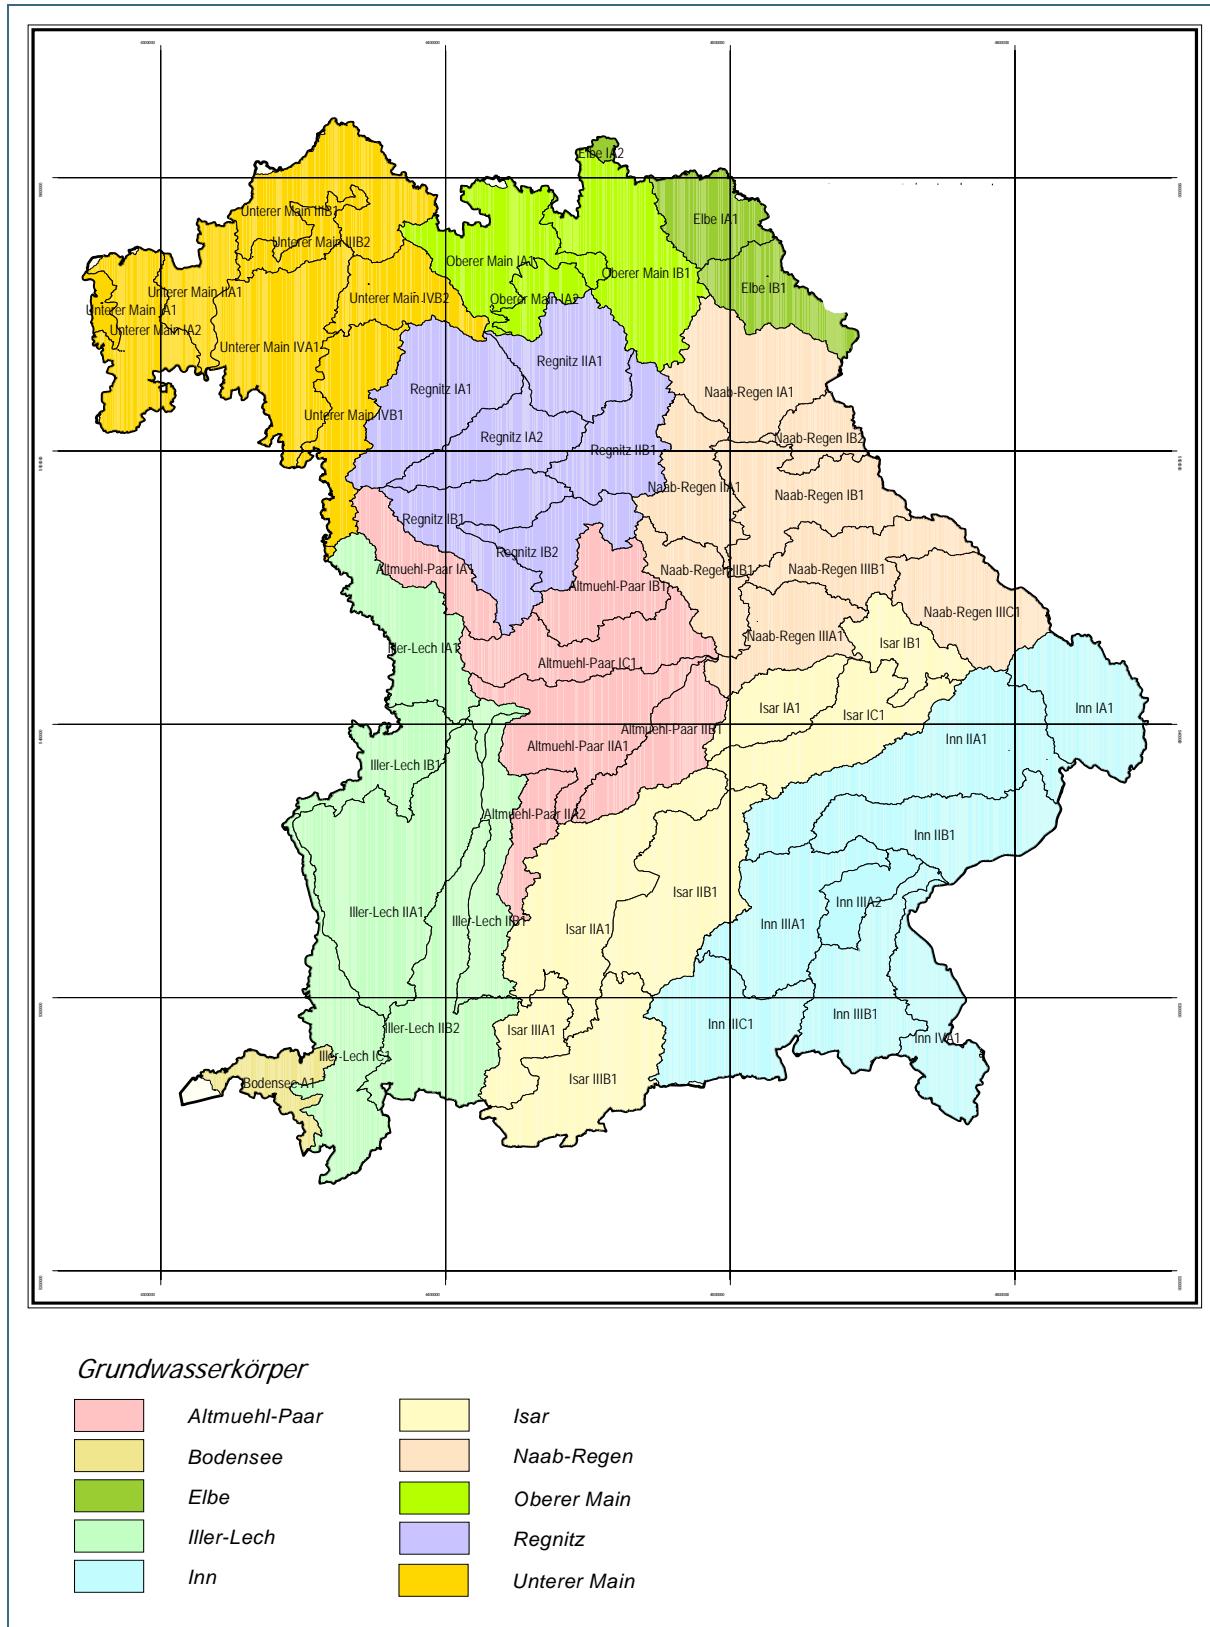 Elbe IA2
Unterer Main IIIB1
Elbe IA1
Unterer Main IIIB2
Oberer Main IA1
Oberer Main IB1
Unterer Main IIA1
Elbe IB1
Unterer Main IVB2
Oberer Main IA2
Unterer Main IA1
Unterer Main IA2
Unterer Main IVA1
Regnitz IIA1
Regnitz IA1
Naab-Regen IA1
Unterer Main IVB1
Regnitz IA2
Naab-Regen IB2
Regnitz IIB1
Naab-Regen IIA1
Naab-Regen IB1
Regnitz IB1
Regnitz IB2
Altmuehl-Paar IA1
Naab-Regen IIB1
Naab-Regen IIIB1
Altmuehl-Paar IB1
Naab-Regen IIIC1
Naab-Regen IIIA1
Isar IB1
Iller-Lech IA1
Altmuehl-Paar IC1
Isar IA1
Inn IA1
Isar IC1
Altmuehl-Paar IIB1
Inn IIA1
Altmuehl-Paar IIA1
Iller-Lech IB1
Altmuehl-Paar IIA2
Inn IIB1
Isar IIB1
Inn IIIA2
Iller-Lech IIA1
Iller-Lech IIB1
Isar IIA1
Inn IIIA1
Inn IIIB1
Inn IIC1
Iller-Lech IIB2
Isar IIIA1
Inn IVA1
Iller-Lech IC1
Isar IIIB1
Bodensee A1
Grundwasserkörper
Altmuehl-Paar
Bodensee
Elbe
Iller-Lech
Inn
Isar
Naab-Regen
Oberer Main
Regnitz
Unterer Main